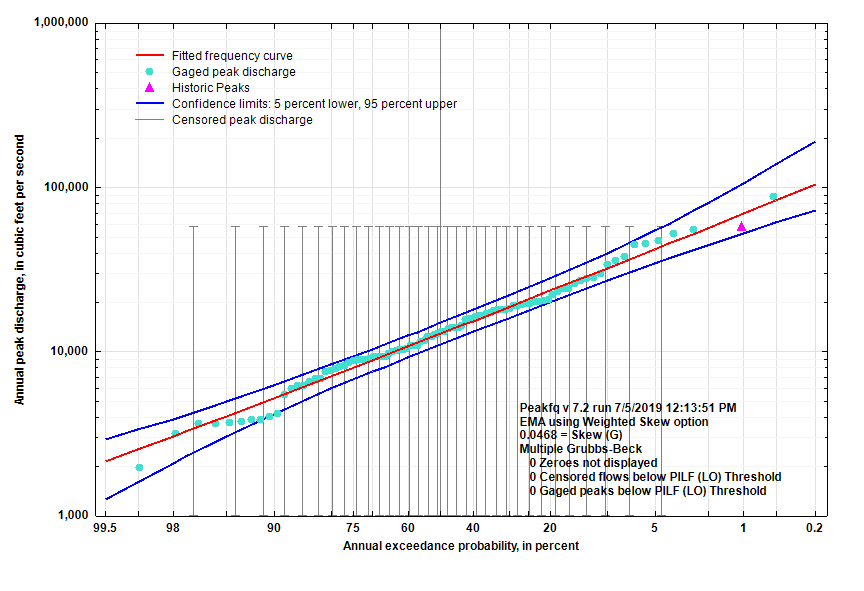 1,000,000
Fitted frequency curve
Gaged peak discharge
Historic Peaks
Confidence limits: 5 percent lower, 95 percent upper
Censored peak discharge
100,000
10,000
1,000
Annual peak discharge, in cubic feet per second
Peakfq v 7.2 run 7/5/2019 12:13:51 PM
EMA using Weighted Skew option
0.0468 = Skew (G)
Multiple Grubbs-Beck
0 Zeroes not displayed
0 Censored flows below PILF (LO) Threshold
0 Gaged peaks below PILF (LO) Threshold
99.5 98 90 75 60 40 20 5 1 0.2
Annual exceedance probability, in percent